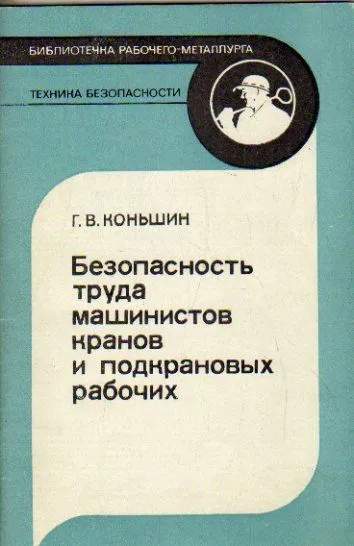 БИБЛИОТЕЧКА РАБОЧЕГО-МЕТАЛЛУРГА
ТЕХНИКА БЕЗОПАСНОСТИ
Г. В. КОНЬШИН
Безопасность
труда
машинистов
кранов
и подкрановых
рабочих